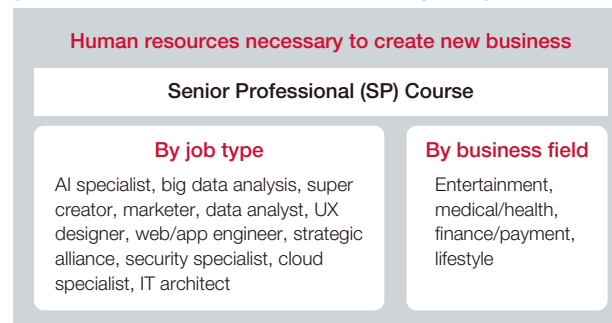 Human resources necessary to create new business
Senior Professional (SP) Course
By job type
AI specialist, big data analysis, super
creator, marketer, data analyst, UX
designer, web/app engineer, strategic
alliance, security specialist, cloud
specialist, IT architect
By business field
Entertainment,
medical/health,
finance/payment,
lifestyle